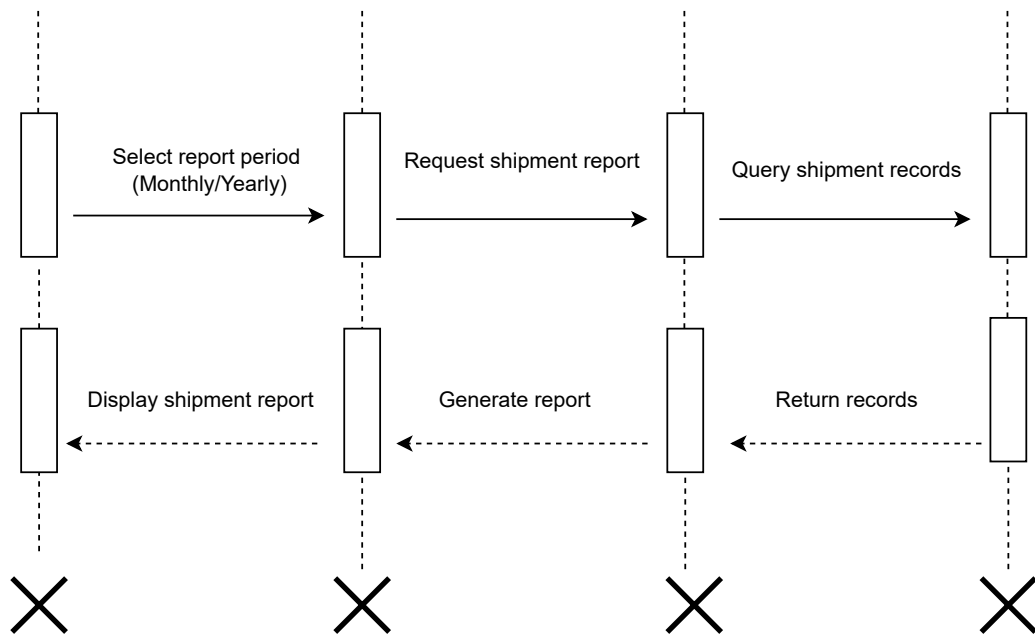 Select report period
(Monthly/Yearly)
Request shipment report
Query shipment records
Display shipment report
Generate report
Return records